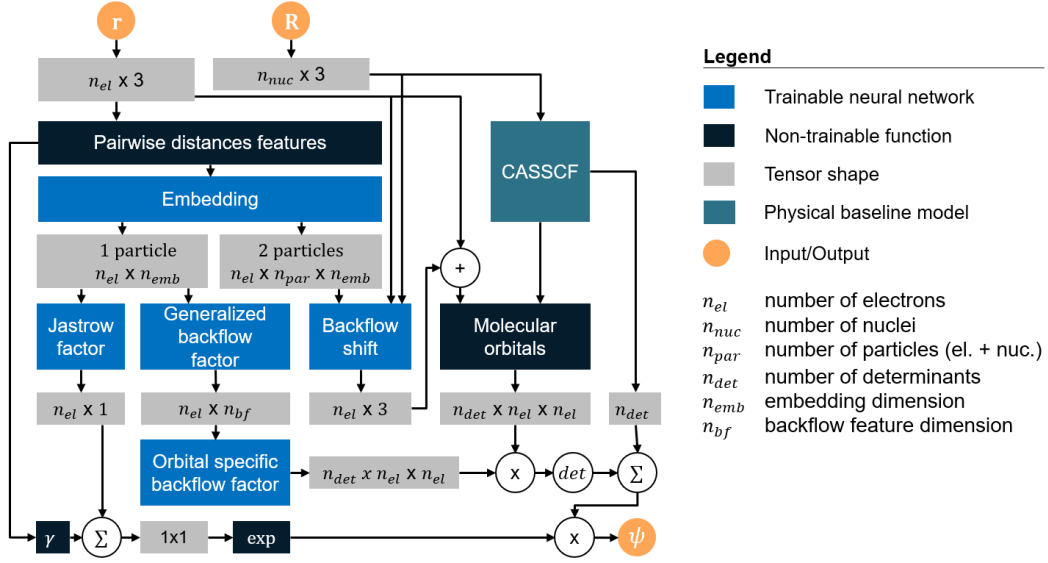 r
R
n_el x 3
n_nuc x 3
Pairwise distances features
Embedding
CASSCF
1 particle
n_el x n_emb
2 particles
n_el x n_par x n_emb
+
Jastrow
factor
Generalized
backflow
factor
Backflow
shift
Molecular
orbitals
n_el x 1
n_el x n_bf
n_el x 3
n_det x n_el x n_el
n_det
Orbital specific
backflow factor
n_det x n_el x n_el
x
det
Σ
γ
Σ
1x1
exp
x
ψ
Legend
Trainable neural network
Non-trainable function
Tensor shape
Physical baseline model
Input/Output
n_el number of electrons
n_nuc number of nuclei
n_par number of particles (el. + nuc.)
n_det number of determinants
n_emb embedding dimension
n_bf backflow feature dimension